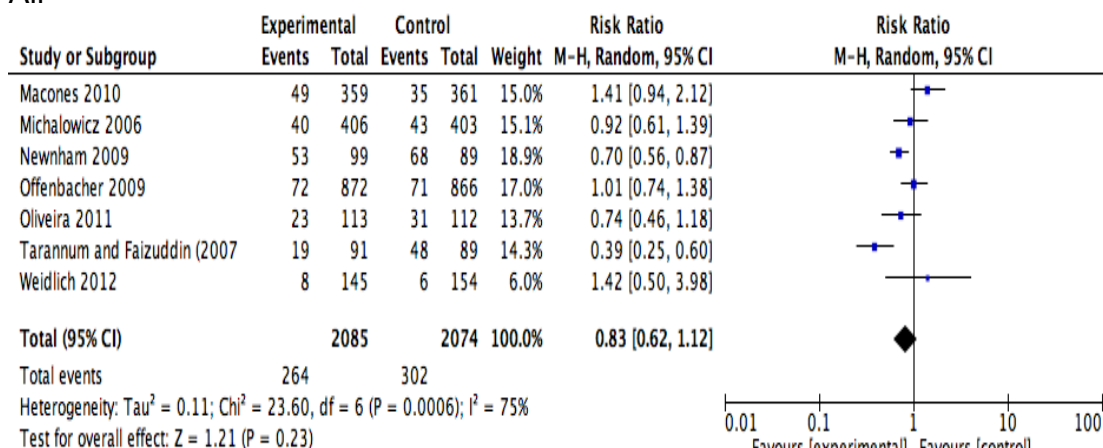 Experimental Control Risk Ratio Risk Ratio
Study or Subgroup Events Total Events Total Weight M-H, Random, 95% CI M-H, Random, 95% CI
Macones 2010 49 359 35 361 15.0% 1.41 [0.94, 2.12]
Michalowicz 2006 40 406 43 403 15.1% 0.92 [0.61, 1.39]
Newnham 2009 53 99 68 89 18.9% 0.70 [0.56, 0.87]
Offenbacher 2009 72 872 71 866 17.0% 1.01 [0.74, 1.38]
Oliveira 2011 23 113 31 112 13.7% 0.74 [0.46, 1.18]
Tarannum and Faizuddin (2007 19 91 48 89 14.3% 0.39 [0.25, 0.60]
Weidlich 2012 8 145 6 154 6.0% 1.42 [0.50, 3.98]
Total (95% CI) 2085 2074 100.0% 0.83 [0.62, 1.12]
Total events 264 302
Heterogeneity: Tau² = 0.11; Chi² = 23.60, df = 6 (P = 0.0006); I² = 75%
Test for overall effect: Z = 1.21 (P = 0.23)
0.01 0.1 1 10 100
Favours [experimental] Favours [control]